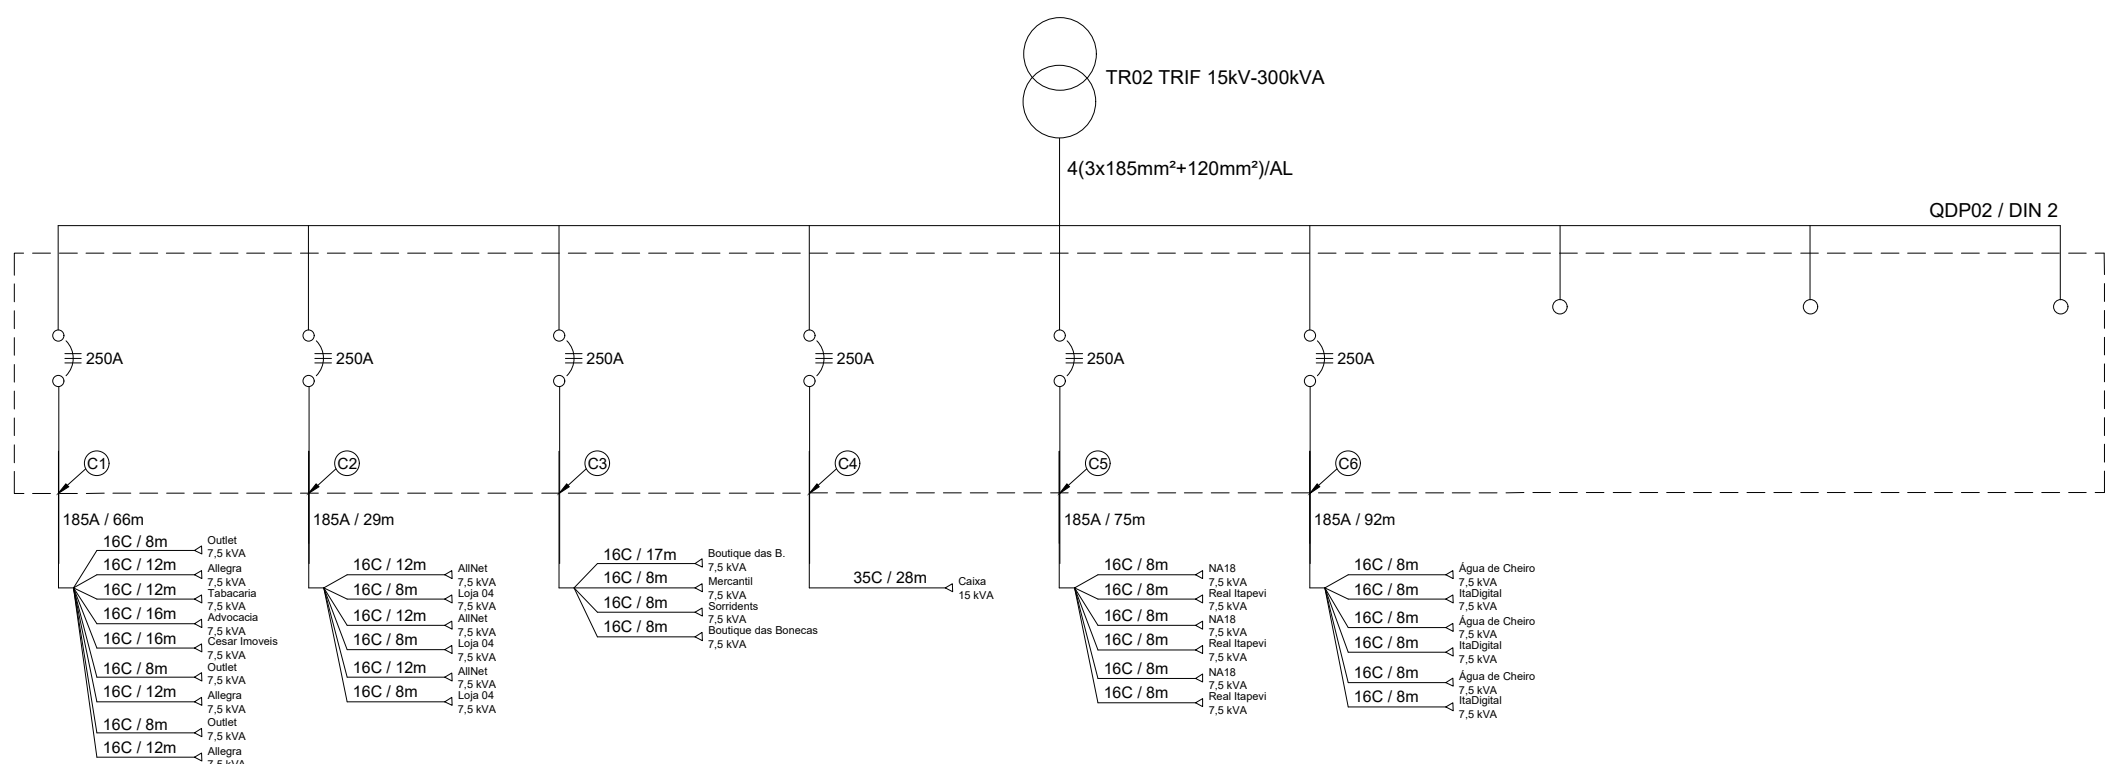 TR02 TRIF 15kV-300kVA
4(3x185mm²+120mm²)/AL
QDP02 / DIN 2
250A
250A
250A
250A
250A
250A
C1
C2
C3
C4
C5
C6
185A / 66m
16C / 8m
Outlet
7,5 kVA
16C / 12m
Allegra
7,5 kVA
16C / 12m
Tabacaria
7,5 kVA
16C / 16m
Advocacia
7,5 kVA
16C / 16m
Cesar Imoveis
7,5 kVA
16C / 8m
Outlet
7,5 kVA
16C / 12m
Allegra
7,5 kVA
16C / 8m
Outlet
7,5 kVA
16C / 12m
Allegra
7,5 kVA
185A / 29m
16C / 12m
AllNet
7,5 kVA
16C / 8m
Loja 04
7,5 kVA
16C / 12m
AllNet
7,5 kVA
16C / 8m
Loja 04
7,5 kVA
16C / 12m
AllNet
7,5 kVA
16C / 8m
Loja 04
7,5 kVA
16C / 17m
Boutique das B.
7,5 kVA
16C / 8m
Mercantil
7,5 kVA
16C / 8m
Sorridents
7,5 kVA
16C / 8m
Boutique das Bonecas
7,5 kVA
35C / 28m
Caixa
15 kVA
185A / 75m
16C / 8m
NA18
7,5 kVA
16C / 8m
Real Itapevi
7,5 kVA
16C / 8m
NA18
7,5 kVA
16C / 8m
Real Itapevi
7,5 kVA
16C / 8m
NA18
7,5 kVA
16C / 8m
Real Itapevi
7,5 kVA
185A / 92m
16C / 8m
Água de Cheiro
7,5 kVA
16C / 8m
ItaDigital
7,5 kVA
16C / 8m
Água de Cheiro
7,5 kVA
16C / 8m
ItaDigital
7,5 kVA
16C / 8m
Água de Cheiro
7,5 kVA
16C / 8m
ItaDigital
7,5 kVA